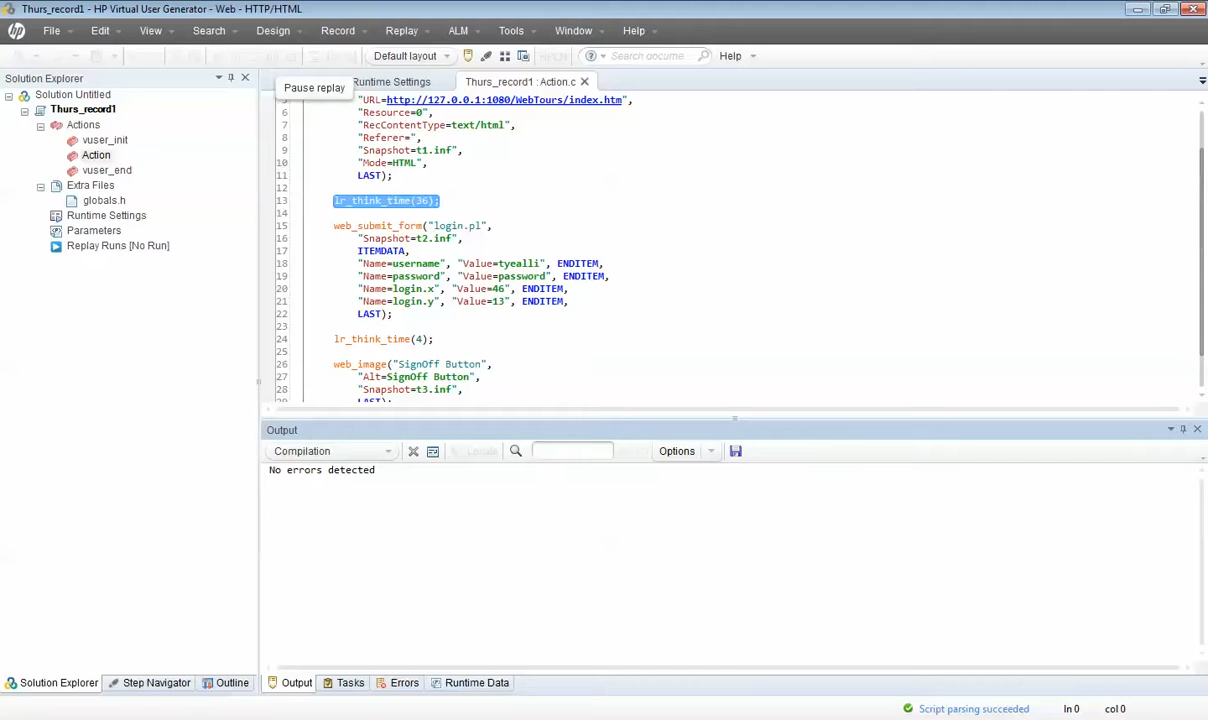 Thurs_record1 - HP Virtual User Generator - Web - HTTP/HTML
File Edit View Search Design Record Replay ALM Tools Window Help
Default layout Search docume Help
Solution Explorer
Solution Untitled
Thurs_record1
Actions
vuser_init
Action
vuser_end
Extra Files
globals.h
Runtime Settings
Parameters
Replay Runs [No Run]
Pause replay
Runtime Settings
Thurs_record1 : Action.c
"URL=http://127.0.0.1:1080/WebTours/index.htm",
6 "Resource=0",
7 "RecContentType=text/html",
8 "Referer=",
9 "Snapshot=t1.inf",
10 "Mode=HTML",
11 LAST);
12
13 lr_think_time(36);
14
15 web_submit_form("login.pl",
16 "Snapshot=t2.inf",
17 ITEMDATA,
18 "Name=username", "Value=tyealli", ENDITEM,
19 "Name=password", "Value=password", ENDITEM,
20 "Name=login.x", "Value=46", ENDITEM,
21 "Name=login.y", "Value=13", ENDITEM,
22 LAST);
23
24 lr_think_time(4);
25
26 web_image("SignOff Button",
27 "Alt=SignOff Button",
28 "Snapshot=t3.inf",
29 LAST);
Output
Compilation Locate Options
No errors detected
Solution Explorer Step Navigator Outline Output Tasks Errors Runtime Data
Script parsing succeeded ln 0 col 0